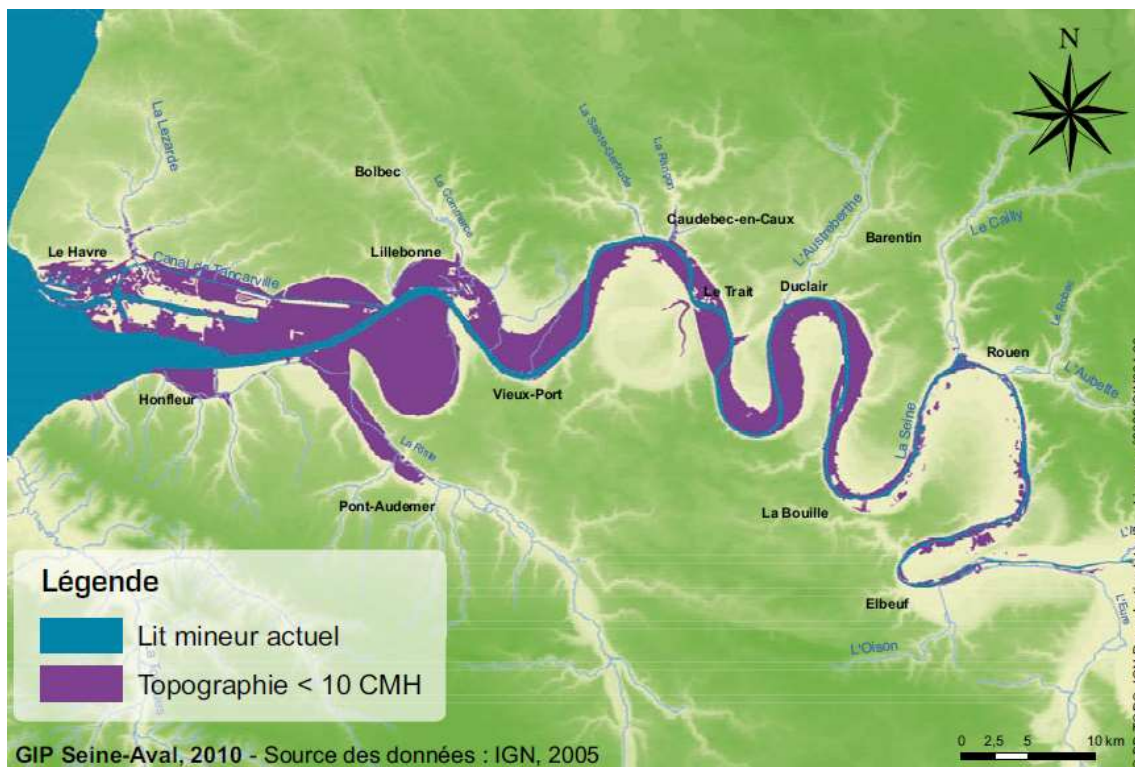 N
La Lezarde
Bolbec
Le Commerce
La Sainte-Gertrude
La Rançon
Caudebec-en-Caux
L'Austreberthe
Barentin
Le Cailly
Le Havre
Canal de Tancarville
Lillebonne
Le Trait
Duclair
Le Robec
Rouen
L'Aubette
Honfleur
Vieux-Port
La Seine
La Risle
Pont-Audemer
La Bouille
Elbeuf
L'Eure
L'Oison
Légende
Lit mineur actuel
Topographie < 10 CMH
GIP Seine-Aval, 2010 - Source des données : IGN, 2005
0 2,5 5 10 km